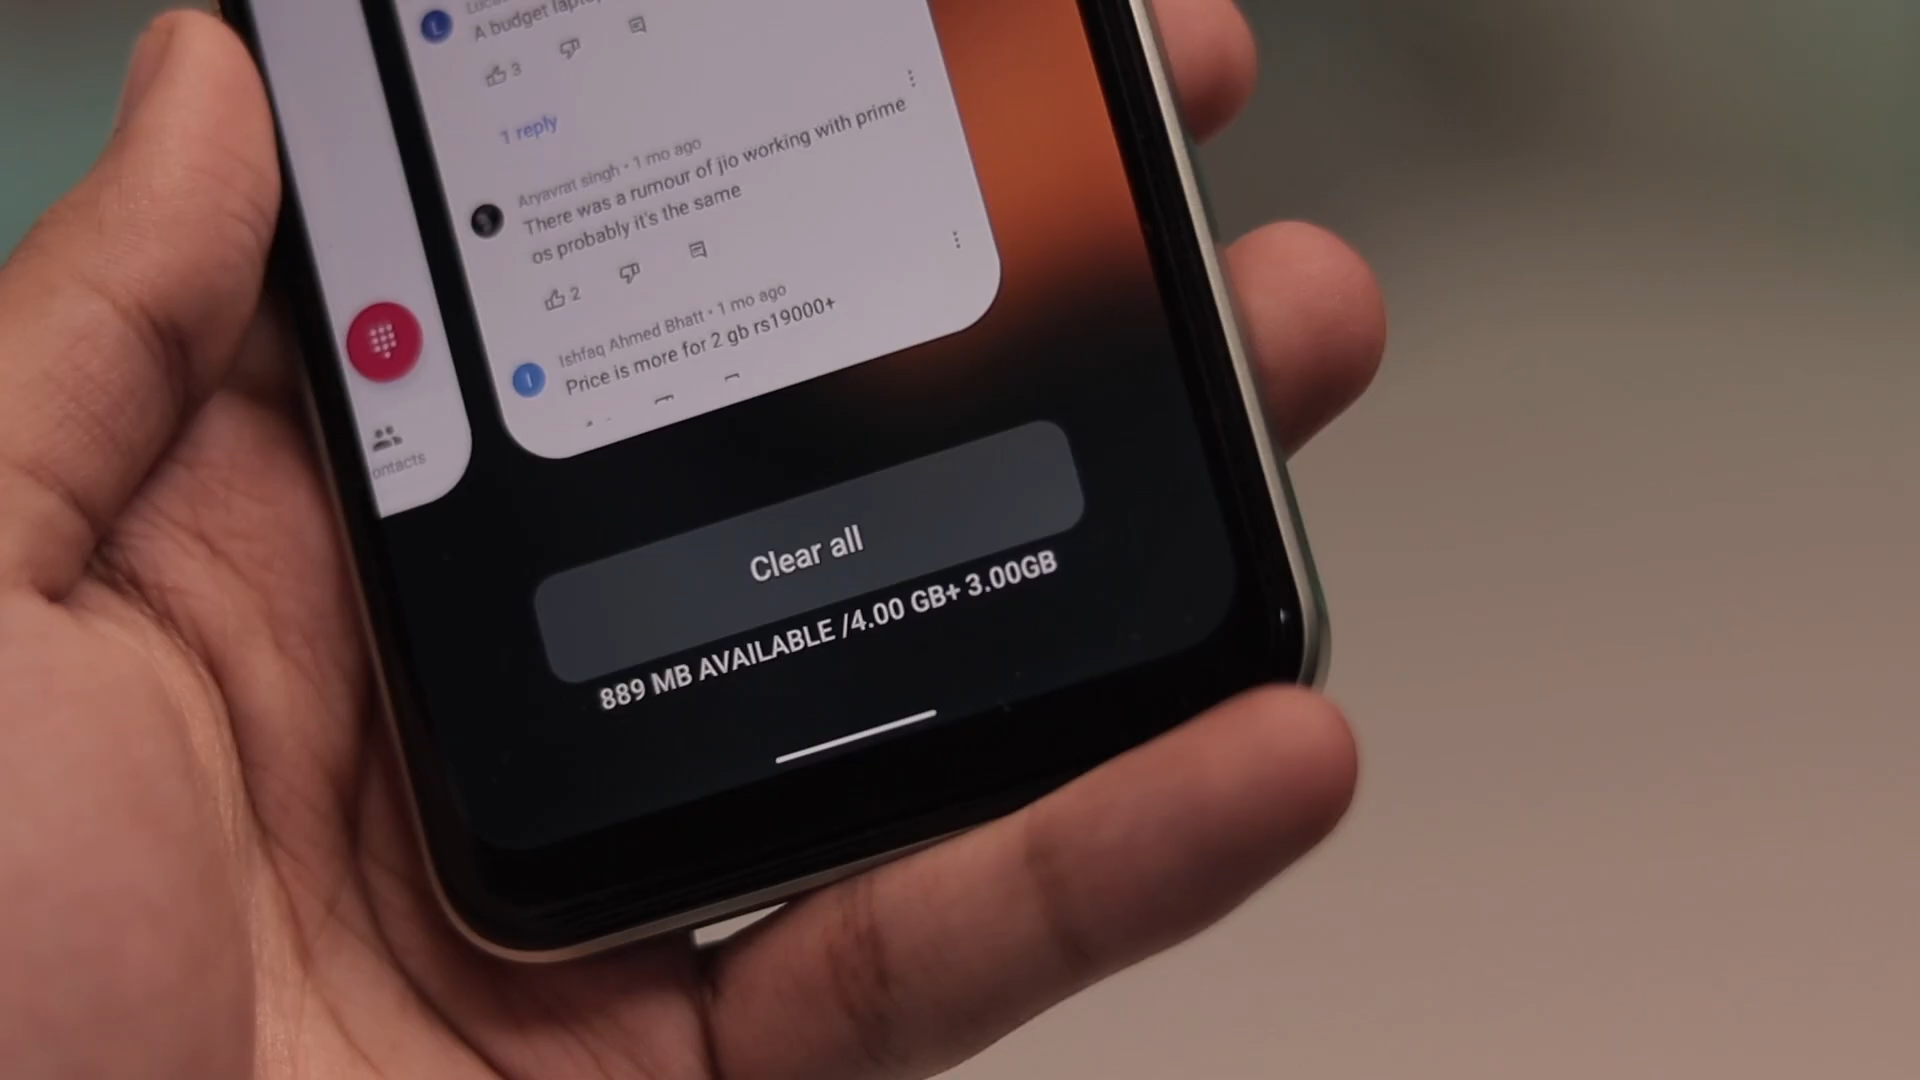 A budget
3
1 reply
Aryavrat singh • 1 mo ago
There was a rumour of jio working with prime
os probably it's the same
2
I
Ishfaq Ahmed Bhatt • 1 mo ago
Price is more for 2 gb rs19000+
ontacts
Clear all
889 MB AVAILABLE /4.00 GB+ 3.00GB